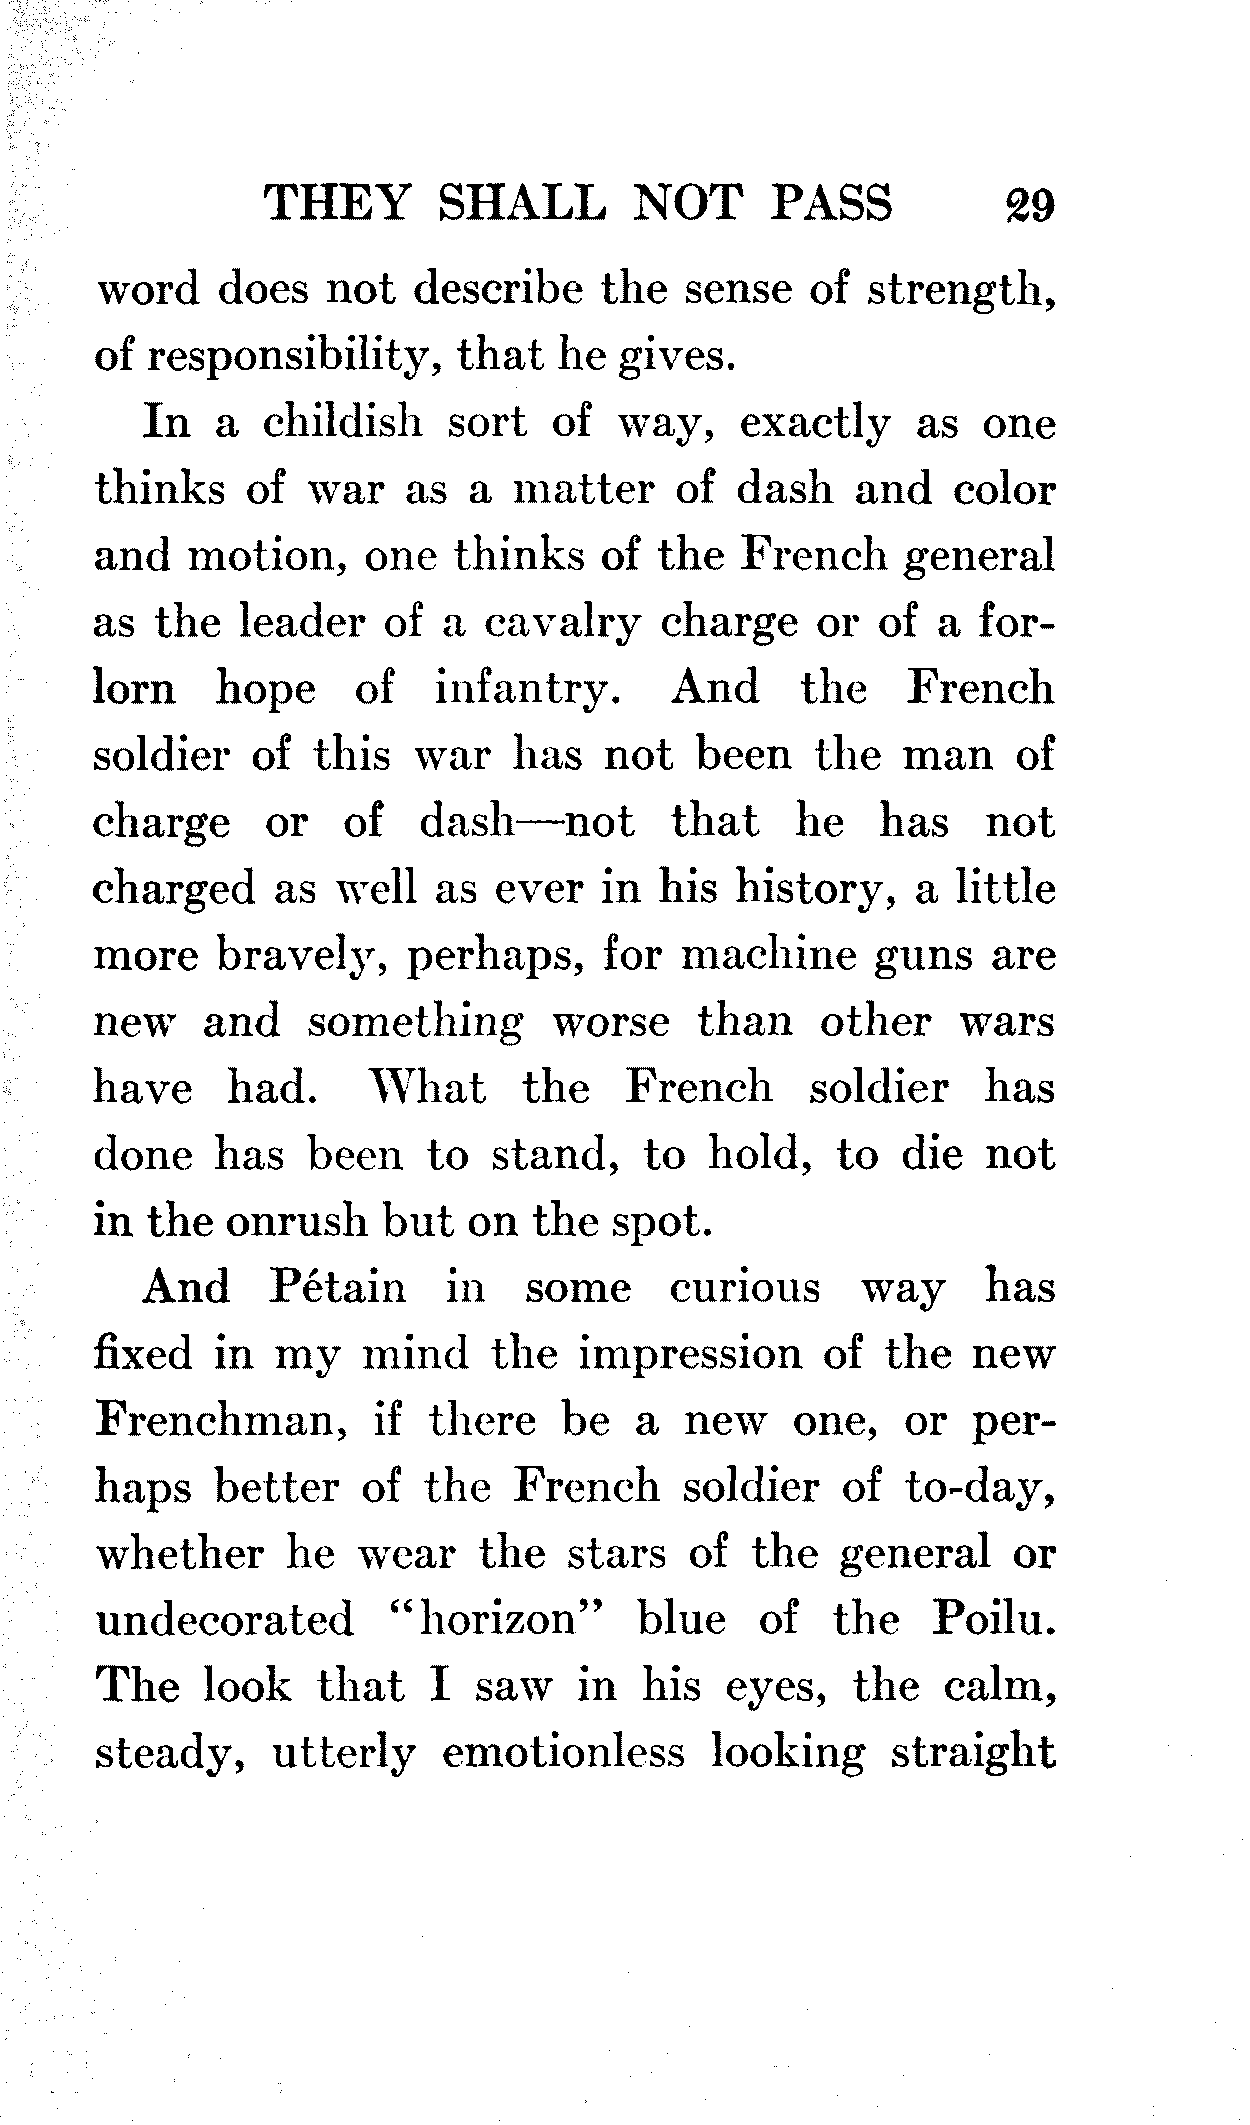 THEY SHALL NOT PASS 29
word does not describe the sense of strength,
of responsibility, that he gives.
In a childish sort of way, exactly as one
thinks of war as a matter of dash and color
and motion, one thinks of the French general
as the leader of a cavalry charge or of a for-
lorn hope of infantry. And the French
soldier of this war has not been the man of
charge or of dash—not that he has not
charged as well as ever in his history, a little
more bravely, perhaps, for machine guns are
new and something worse than other wars
have had. What the French soldier has
done has been to stand, to hold, to die not
in the onrush but on the spot.
And Pétain in some curious way has
fixed in my mind the impression of the new
Frenchman, if there be a new one, or per-
haps better of the French soldier of to-day,
whether he wear the stars of the general or
undecorated “horizon” blue of the Poilu.
The look that I saw in his eyes, the calm,
steady, utterly emotionless looking straight